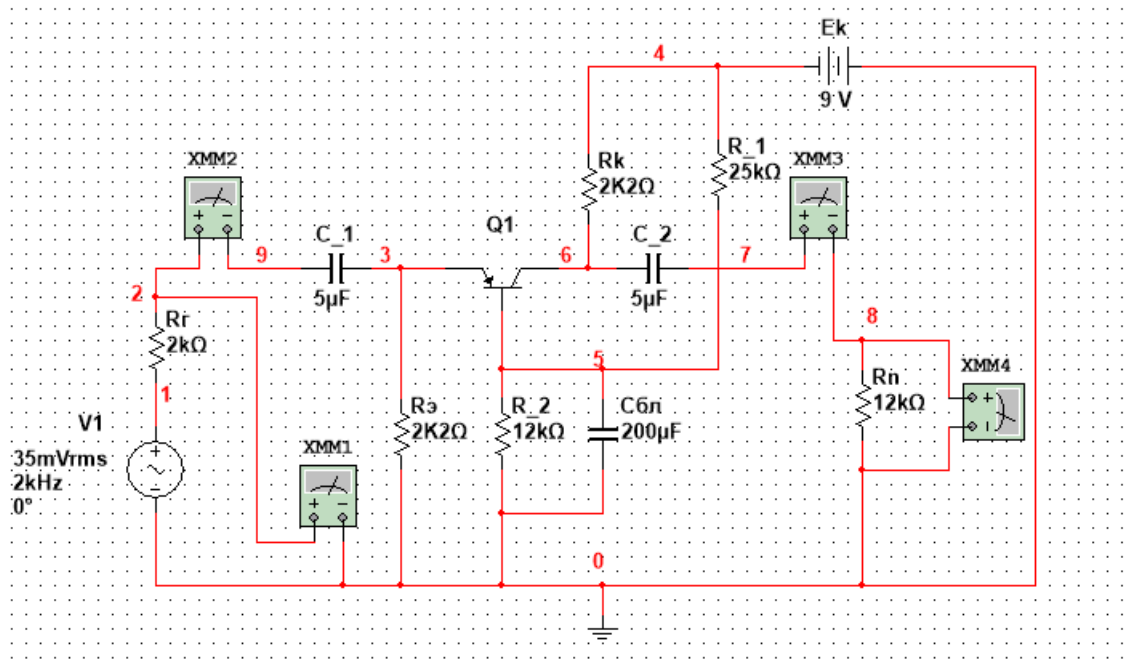 Ek
4
9 V
XMM2
Rk
2K2Ω
R_1
25kΩ
XMM3
Q1
C_1
C_2
9
3
6
7
5µF
5µF
2
Rг
2kΩ
8
1
5
XMM4
Rэ
2K2Ω
R_2
12kΩ
Cбл
200µF
Rn
12kΩ
V1
35mVrms
2kHz
0°
XMM1
0